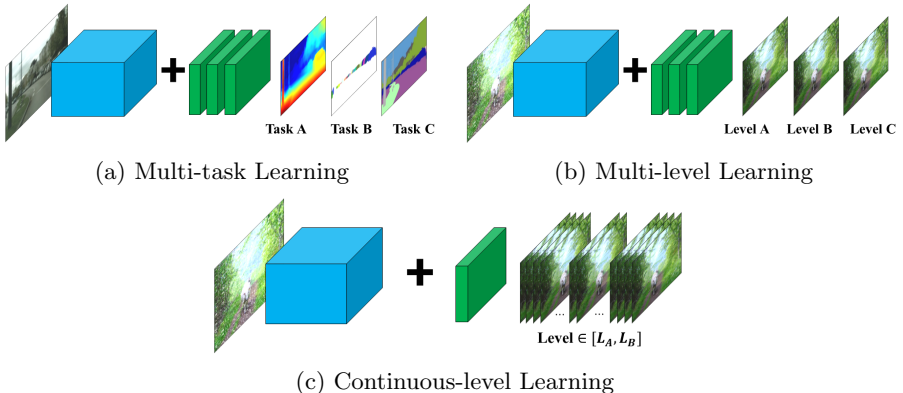 Task A Task B Task C
Level A Level B Level C
(a) Multi-task Learning
(b) Multi-level Learning
... ...
Level ∈ [L_A, L_B]
(c) Continuous-level Learning